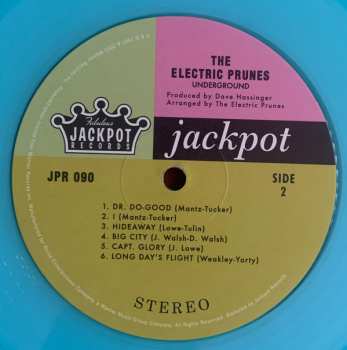 THE
ELECTRIC PRUNES
UNDERGROUND
Produced by Dave Hassinger
Arranged by The Electric Prunes
Fabulous
JACKPOT
RECORDS
jackpot
JPR 090
SIDE
2
1. DR. DO-GOOD (Mantz-Tucker)
2. I (Mantz-Tucker)
3. HIDEAWAY (Lowe-Tulin)
4. BIG CITY (J. Walsh-D. Walsh)
5. CAPT. GLORY (J. Lowe)
6. LONG DAY'S FLIGHT (Weakley-Yorty)
STEREO